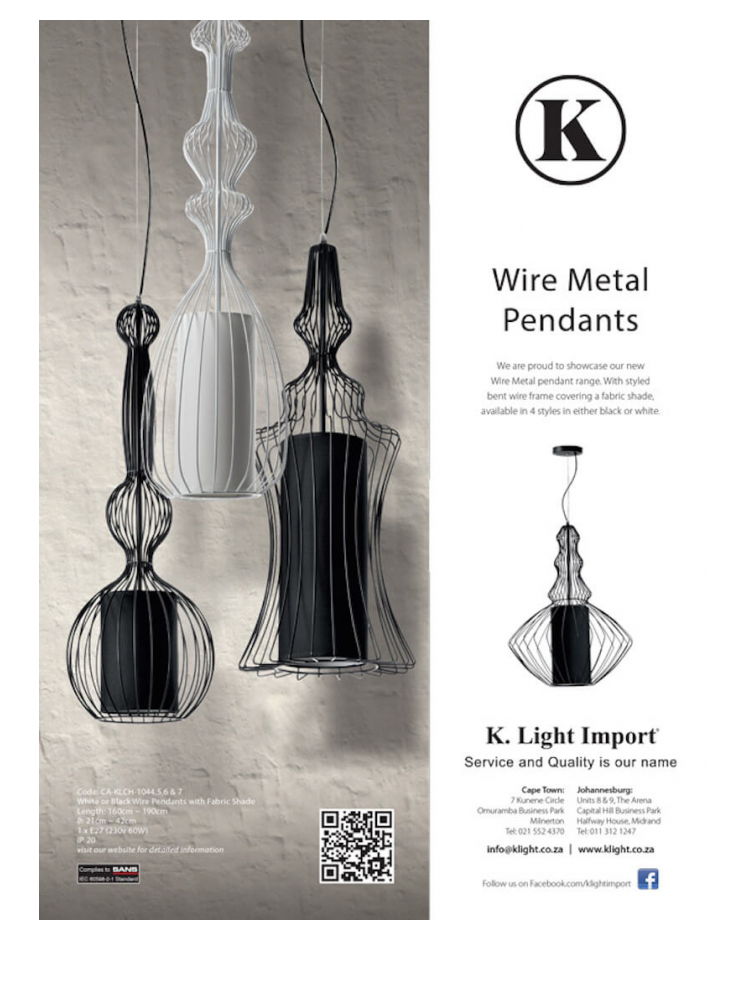 K
Wire Metal
Pendants
We are proud to showcase our new
Wire Metal pendant range. With styled
bent wire frame covering a fabric shade,
available in 4 styles in either black or white.
K. Light Import
Service and Quality is our name
Cape Town:
7 Kunene Circle
Omuramba Business Park
Milnerton
Tel: 021 552 4370
Johannesburg:
Units 8 & 9, The Arena
Capital Hill Business Park
Halfway House, Midrand
Tel: 011 312 1247
info@klight.co.za | www.klight.co.za
Follow us on Facebook.com/klightimport
f
Code: CA-KLCH-1044,5,6 & 7
White or Black Wire Pendants with Fabric Shade
Length: 160cm ~ 190cm
Ø: 21cm ~ 42cm
1 x E27 (230v 60W)
IP 20
visit our website for detailed information
Complies to SANS
IEC 60598-2-1 Standard